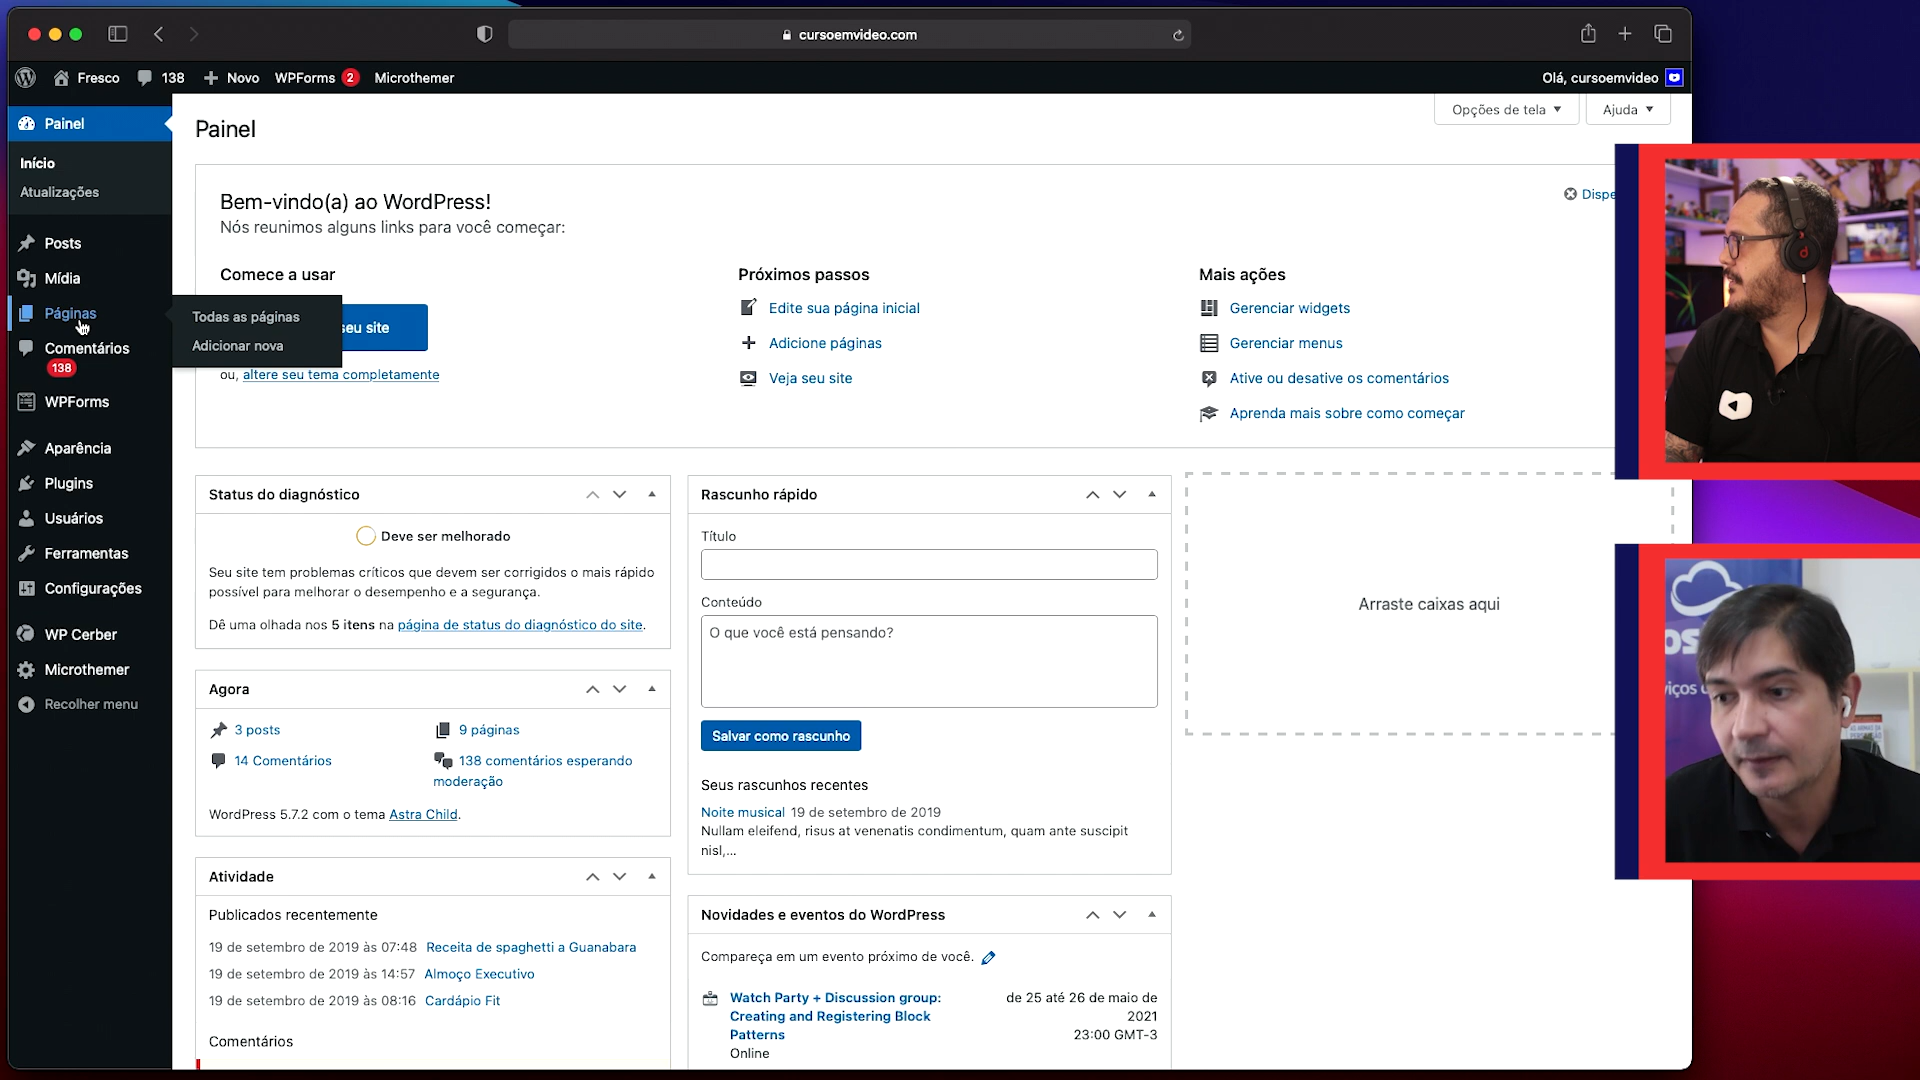 cursoemvideo.com
Fresco 138 Novo WPForms 2 Microthemer
Olá, cursoemvideo
Painel
Início
Atualizações
Posts
Mídia
Páginas
Comentários
138
WPForms
Aparência
Plugins
Usuários
Ferramentas
Configurações
WP Cerber
Microthemer
Recolher menu
Todas as páginas
Adicionar nova
Painel
Opções de tela
Ajuda
Bem-vindo(a) ao WordPress!
Nós reunimos alguns links para você começar:
Dispe
Comece a usar
seu site
ou, altere seu tema completamente
Próximos passos
Edite sua página inicial
Adicione páginas
Veja seu site
Mais ações
Gerenciar widgets
Gerenciar menus
Ative ou desative os comentários
Aprenda mais sobre como começar
Status do diagnóstico
Deve ser melhorado
Seu site tem problemas críticos que devem ser corrigidos o mais rápido
possível para melhorar o desempenho e a segurança.
Dê uma olhada nos 5 itens na página de status do diagnóstico do site.
Agora
3 posts
9 páginas
14 Comentários
138 comentários esperando
moderação
WordPress 5.7.2 com o tema Astra Child.
Atividade
Publicados recentemente
19 de setembro de 2019 às 07:48 Receita de spaghetti a Guanabara
19 de setembro de 2019 às 14:57 Almoço Executivo
19 de setembro de 2019 às 08:16 Cardápio Fit
Comentários
Rascunho rápido
Título
Conteúdo
O que você está pensando?
Salvar como rascunho
Seus rascunhos recentes
Noite musical 19 de setembro de 2019
Nullam eleifend, risus at venenatis condimentum, quam ante suscipit
nisl,...
Novidades e eventos do WordPress
Compareça em um evento próximo de você.
Watch Party + Discussion group:
Creating and Registering Block
Patterns
Online
de 25 até 26 de maio de
2021
23:00 GMT-3
Arraste caixas aqui